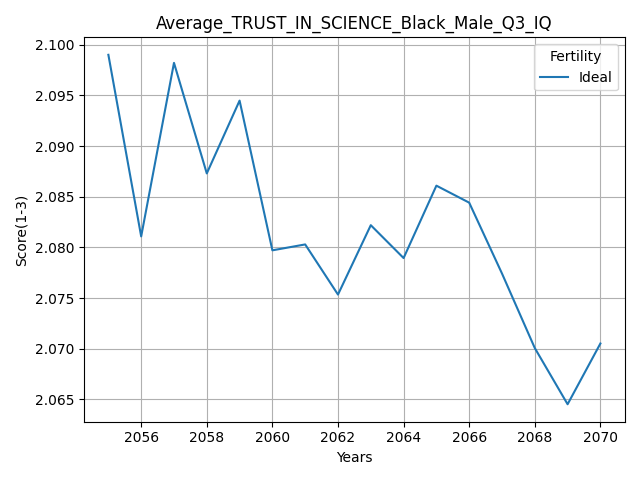 Average_TRUST_IN_SCIENCE_Black_Male_Q3_IQ
Fertility
Ideal
Score(1-3)
2.100
2.095
2.090
2.085
2.080
2.075
2.070
2.065
2056 2058 2060 2062 2064 2066 2068 2070
Years